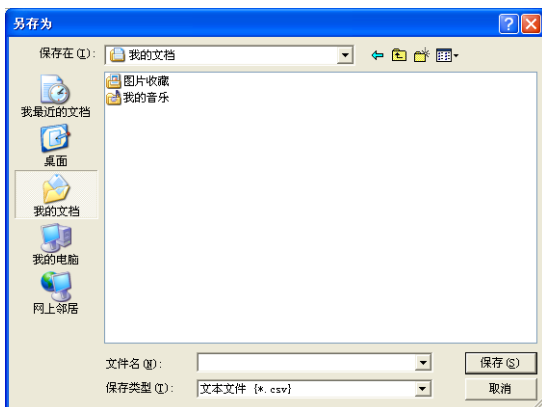 另存为
保存在(I):
我的文档
图片收藏
我的音乐
我最近的文档
桌面
我的文档
我的电脑
网上邻居
文件名(N):
保存(S)
保存类型(T):
文本文件 {*.csv}
取消